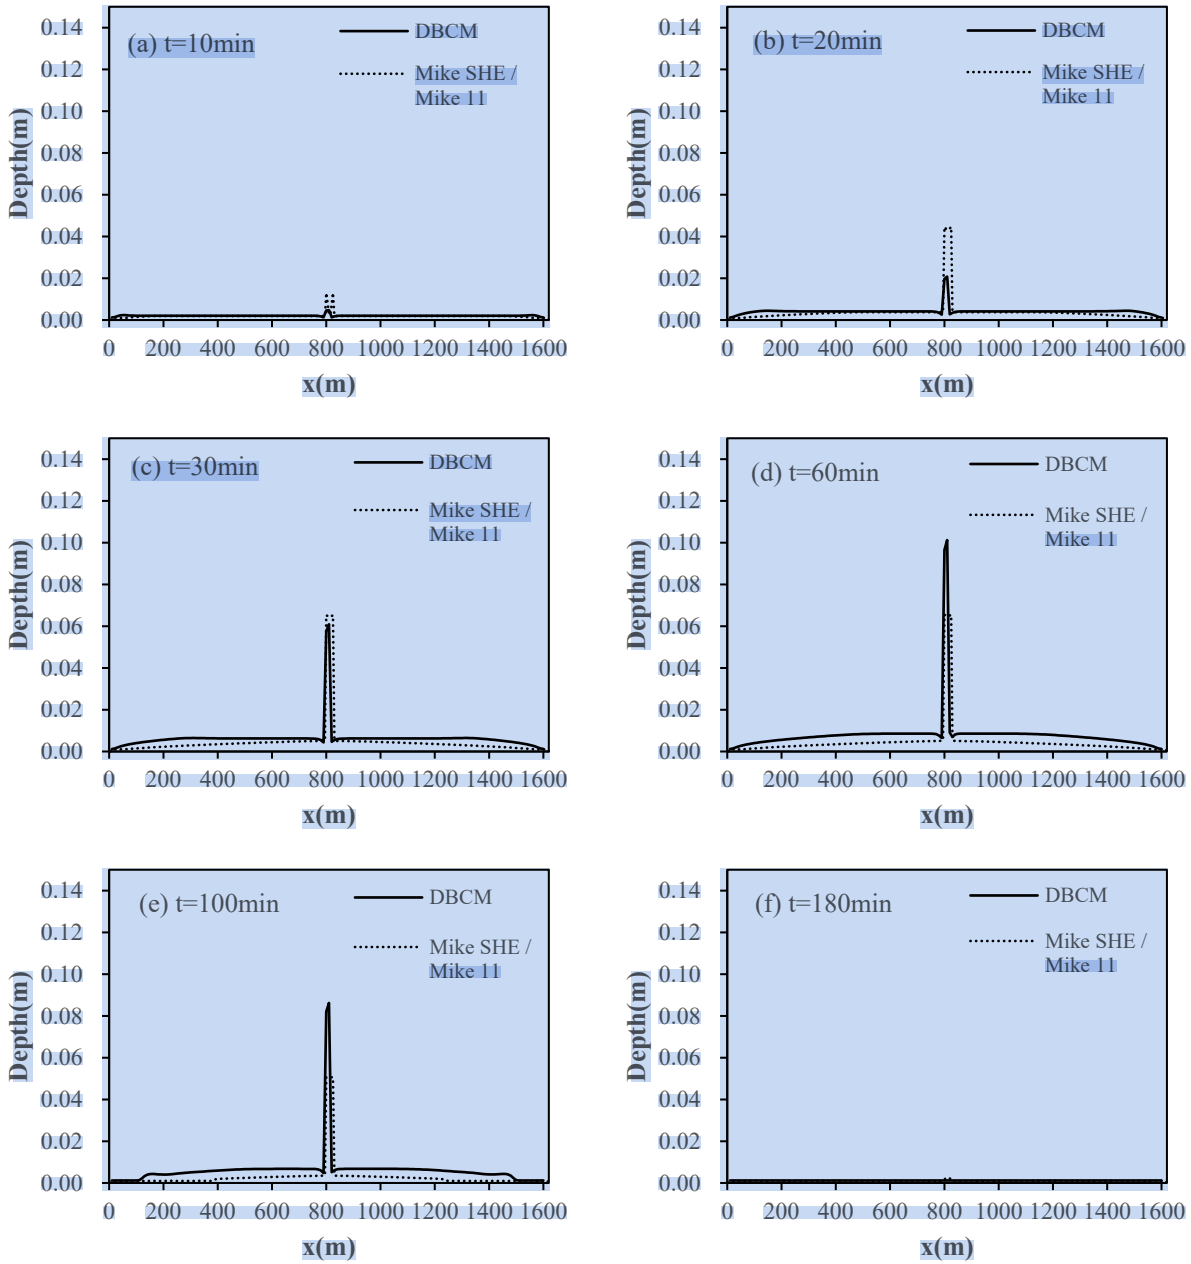 (a) t=10min
DBCM
Mike SHE /
Mike 11
0.14
0.12
0.10
0.08
0.06
0.04
0.02
0.00
Depth(m)
0 200 400 600 800 1000 1200 1400 1600
x(m)
(b) t=20min
DBCM
Mike SHE /
Mike 11
0.14
0.12
0.10
0.08
0.06
0.04
0.02
0.00
Depth(m)
0 200 400 600 800 1000 1200 1400 1600
x(m)
(c) t=30min
DBCM
Mike SHE /
Mike 11
0.14
0.12
0.10
0.08
0.06
0.04
0.02
0.00
Depth(m)
0 200 400 600 800 1000 1200 1400 1600
x(m)
(d) t=60min
DBCM
Mike SHE /
Mike 11
0.14
0.12
0.10
0.08
0.06
0.04
0.02
0.00
Depth(m)
0 200 400 600 800 1000 1200 1400 1600
x(m)
(e) t=100min
DBCM
Mike SHE /
Mike 11
0.14
0.12
0.10
0.08
0.06
0.04
0.02
0.00
Depth(m)
0 200 400 600 800 1000 1200 1400 1600
x(m)
(f) t=180min
DBCM
Mike SHE /
Mike 11
0.14
0.12
0.10
0.08
0.06
0.04
0.02
0.00
Depth(m)
0 200 400 600 800 1000 1200 1400 1600
x(m)